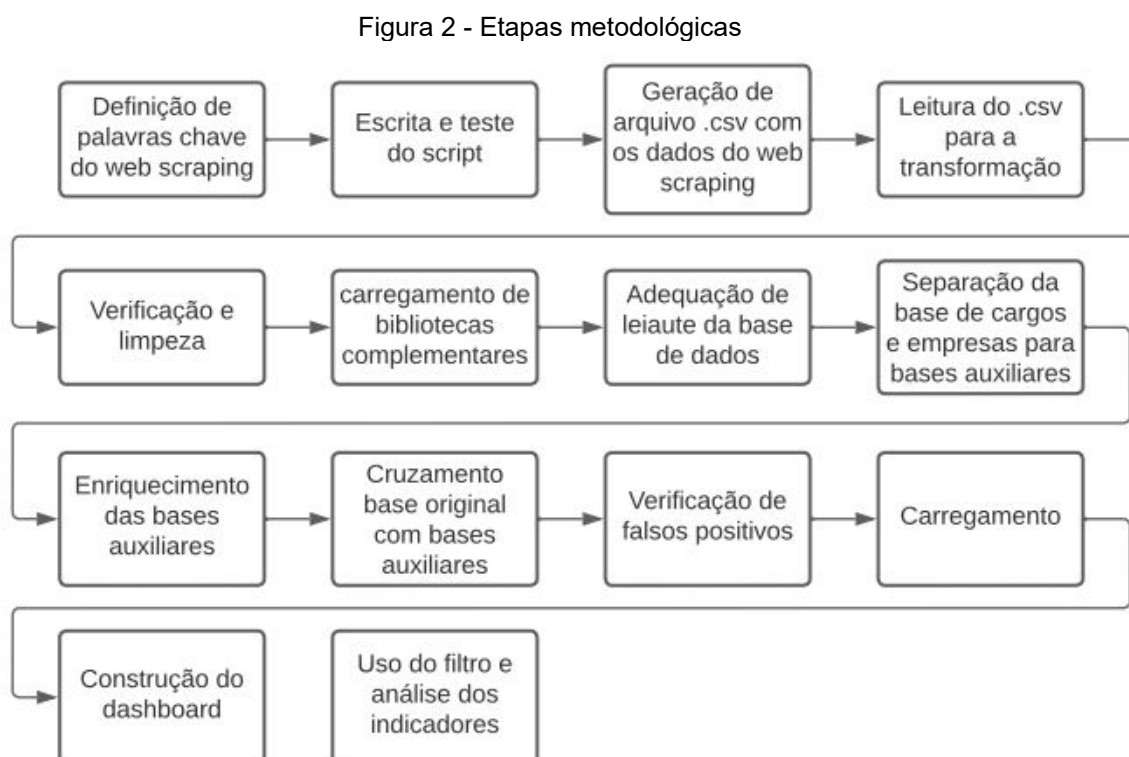 Figura 2 - Etapas metodológicas
Definição de
palavras chave
do web scraping
Escrita e teste
do script
Geração de
arquivo .csv com
os dados do web
scraping
Leitura do .csv
para a
transformação
Verificação e
limpeza
carregamento de
bibliotecas
complementares
Adequação de
leiaute da base
de dados
Separação da
base de cargos
e empresas para
bases auxiliares
Enriquecimento
das bases
auxiliares
Cruzamento
base original
com bases
auxiliares
Verificação de
falsos positivos
Carregamento
Construção do
dashboard
Uso do filtro e
análise dos
indicadores